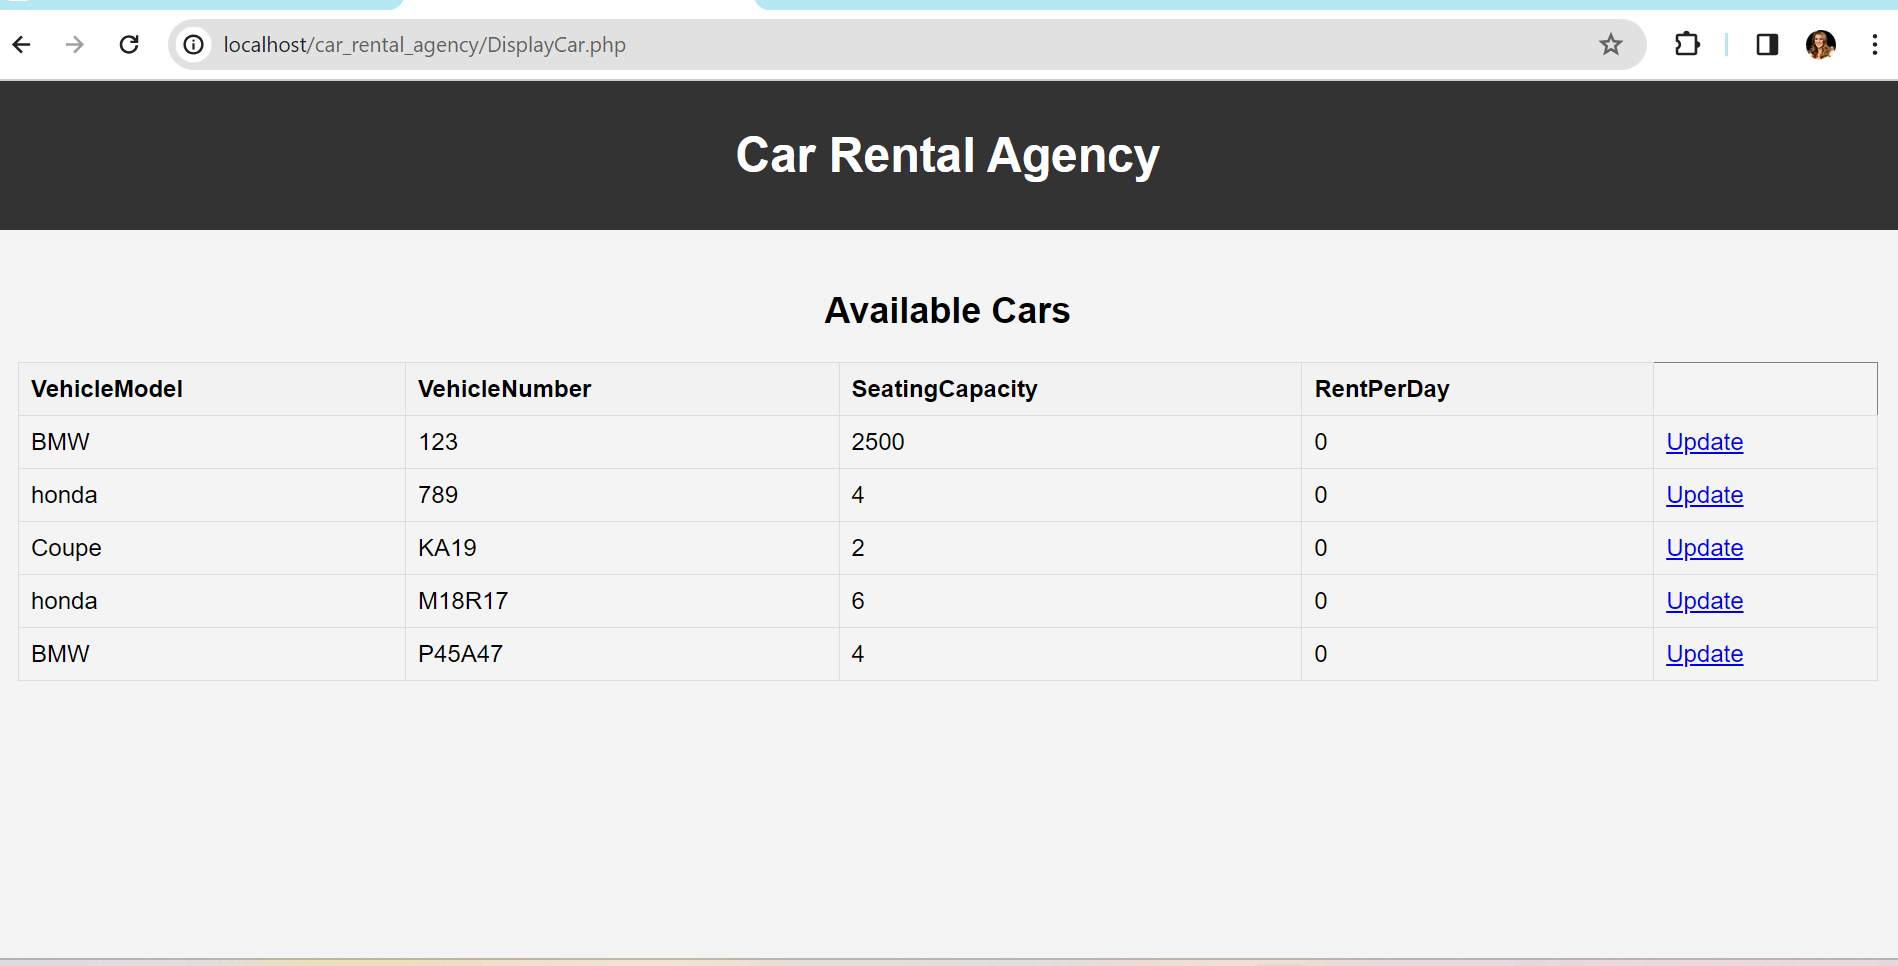 localhost/car_rental_agency/DisplayCar.php
Car Rental Agency
Available Cars
VehicleModel VehicleNumber SeatingCapacity RentPerDay
BMW 123 2500 0 Update
honda 789 4 0 Update
Coupe KA19 2 0 Update
honda M18R17 6 0 Update
BMW P45A47 4 0 Update